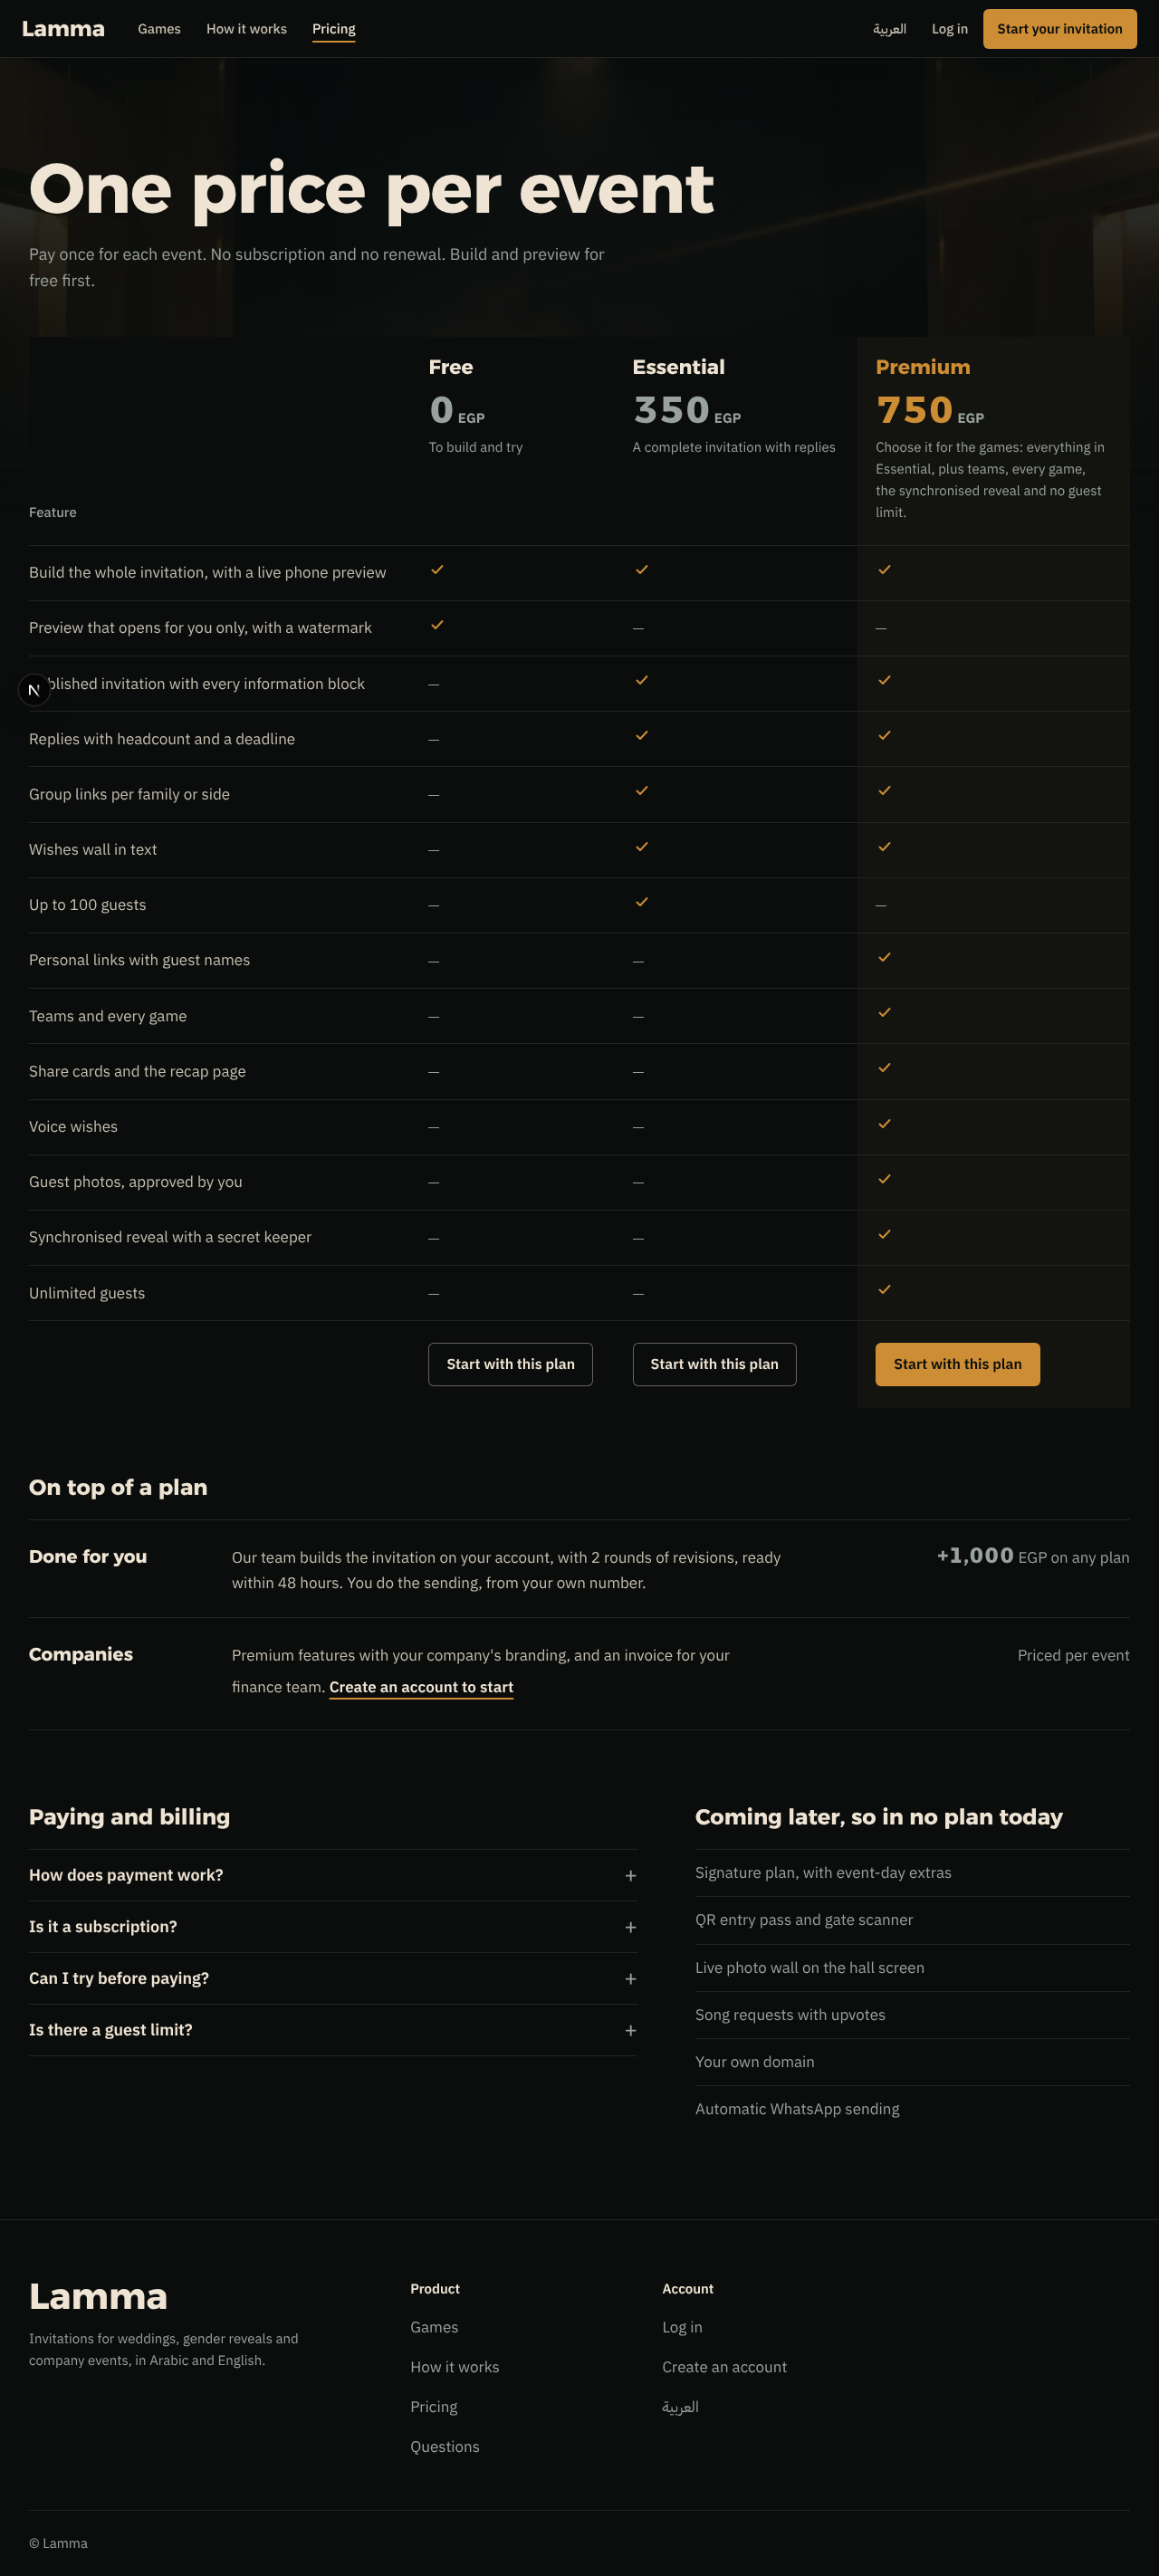 Lamma
Games
How it works
Pricing
العربية
Log in
Start your invitation
One price per event
Pay once for each event. No subscription and no renewal. Build and preview for
free first.
Feature
Free
0 EGP
To build and try
Essential
350 EGP
A complete invitation with replies
Premium
750 EGP
Choose it for the games: everything in
Essential, plus teams, every game,
the synchronised reveal and no guest
limit.
Build the whole invitation, with a live phone preview
Preview that opens for you only, with a watermark
—
—
N
blished invitation with every information block
—
Replies with headcount and a deadline
—
Group links per family or side
—
Wishes wall in text
—
Up to 100 guests
—
—
Personal links with guest names
—
—
Teams and every game
—
—
Share cards and the recap page
—
—
Voice wishes
—
—
Guest photos, approved by you
—
—
Synchronised reveal with a secret keeper
—
—
Unlimited guests
—
—
Start with this plan
Start with this plan
Start with this plan
On top of a plan
Done for you
Our team builds the invitation on your account, with 2 rounds of revisions, ready
within 48 hours. You do the sending, from your own number.
+1,000 EGP on any plan
Companies
Premium features with your company's branding, and an invoice for your
finance team. Create an account to start
Priced per event
Paying and billing
How does payment work? +
Is it a subscription? +
Can I try before paying? +
Is there a guest limit? +
Coming later, so in no plan today
Signature plan, with event-day extras
QR entry pass and gate scanner
Live photo wall on the hall screen
Song requests with upvotes
Your own domain
Automatic WhatsApp sending
Lamma
Invitations for weddings, gender reveals and
company events, in Arabic and English.
Product
Games
How it works
Pricing
Questions
Account
Log in
Create an account
العربية
© Lamma